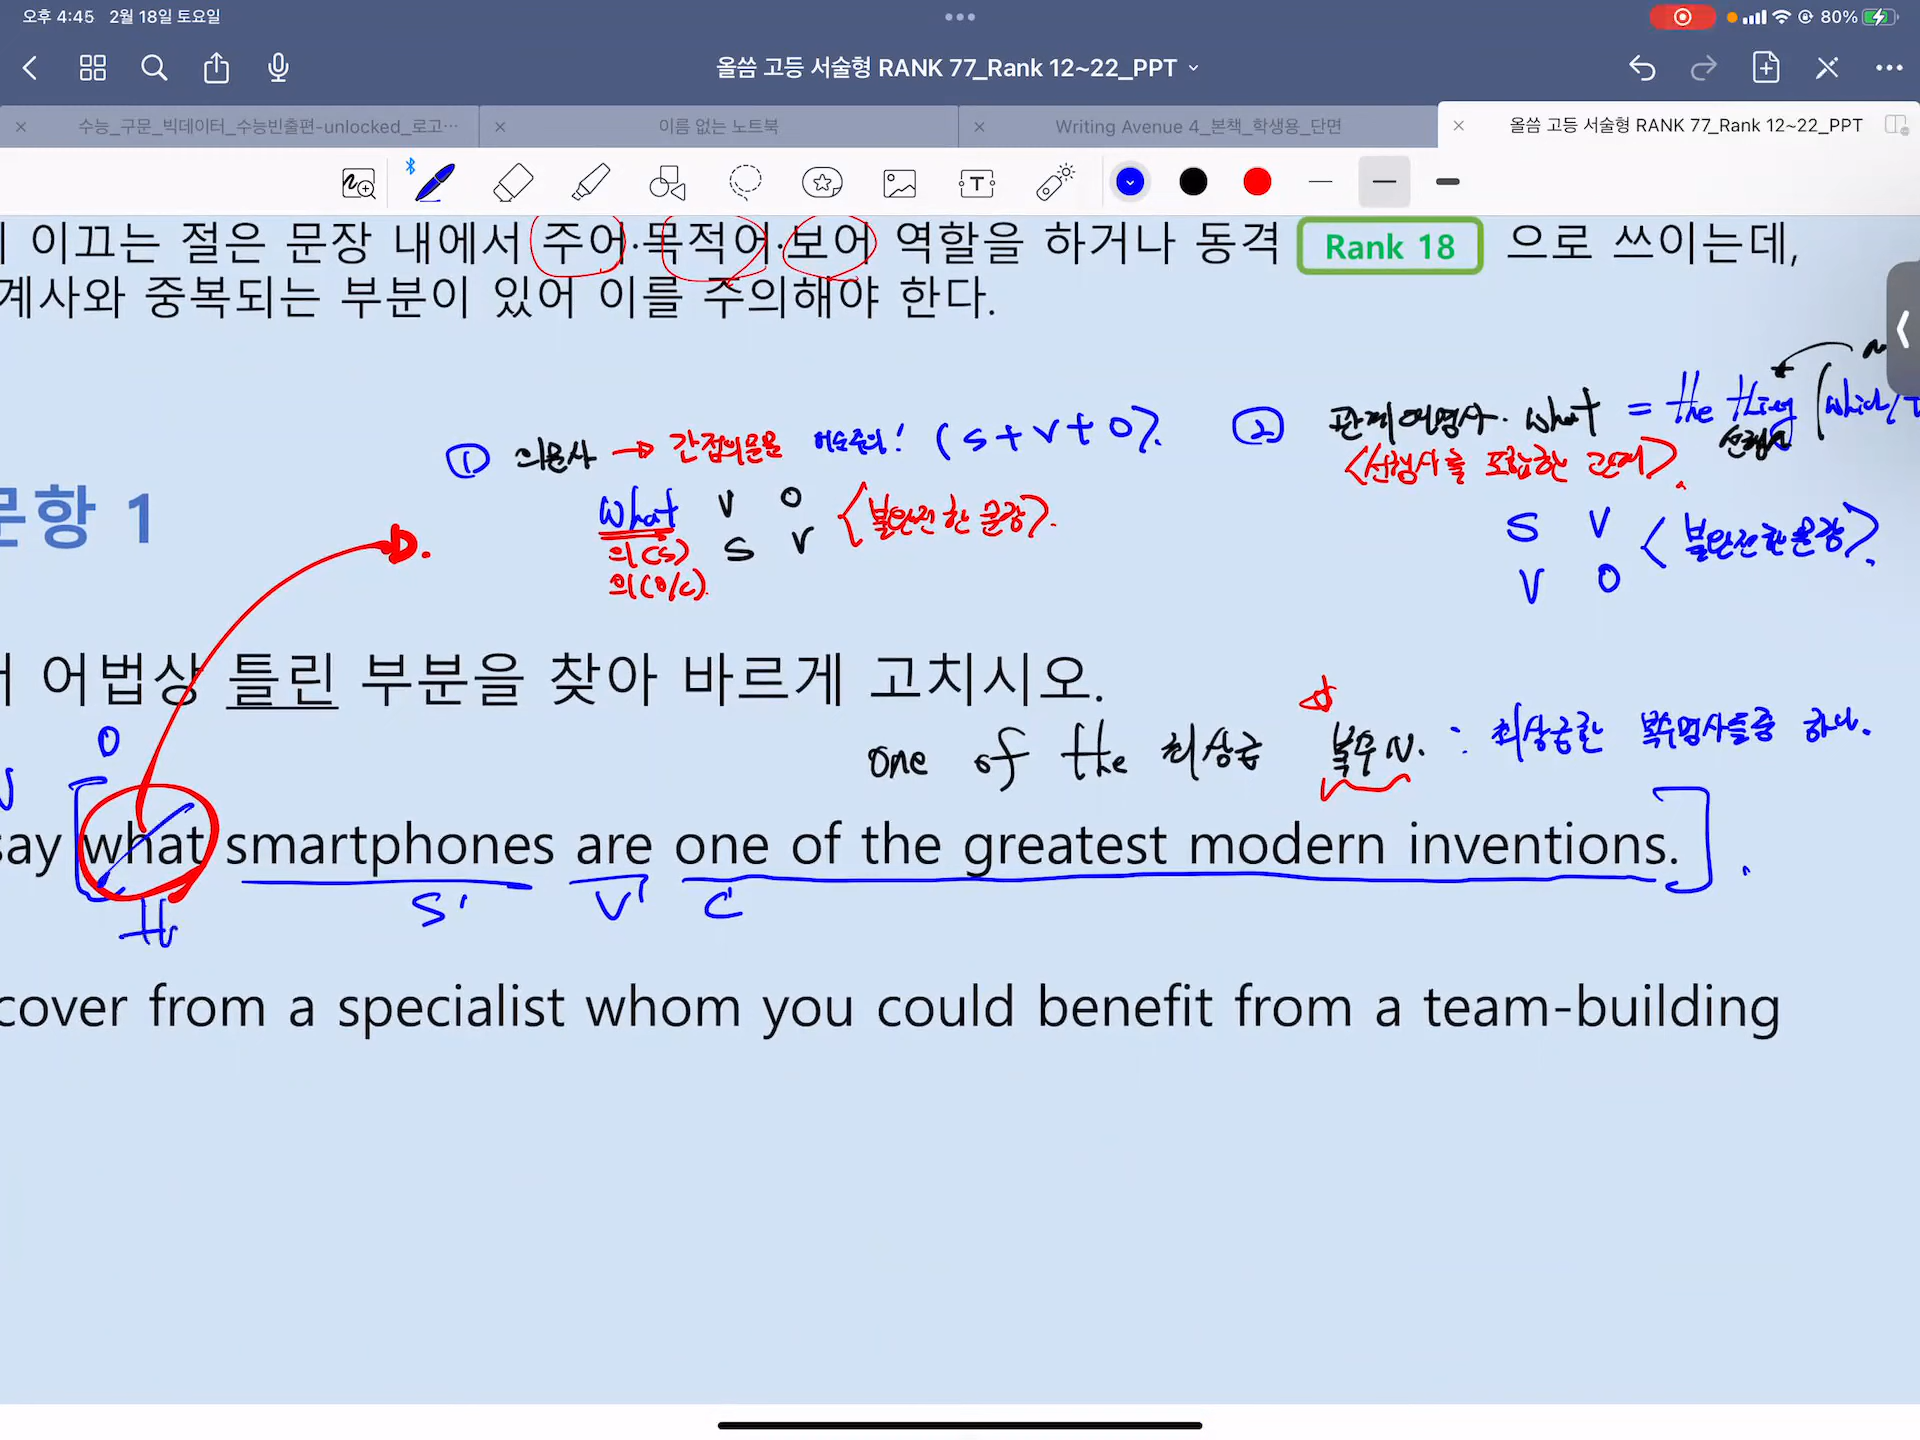 오후 4:45 2월 18일 토요일
80%
올씀 고등 서술형 RANK 77_Rank 12~22_PPT
수능_구문_빅데이터_수능빈출편-unlocked_로고…
이름 없는 노트북
Writing Avenue 4_본책_학생용_단면
올씀 고등 서술형 RANK 77_Rank 12~22_PPT
이끄는 절은 문장 내에서 주어·목적어·보어 역할을 하거나 동격 Rank 18 으로 쓰이는데,
계사와 중복되는 부분이 있어 이를 주의해야 한다.
① 의문사 → 간접의문문 어순주의! (S+V+O).
② 관계대명사 what = the thing (which/
선행사
<선행사를 포함한 관대>.
문항 1
what V O <불완전한 문장>.
의(S) S V
의(O/C).
S V <불완전한 문장>.
V O
어법상 틀린 부분을 찾아 바르게 고치시오.
O
one of the 최상급 복수N. : 최상급한 복수명사들중 하나.
say what smartphones are one of the greatest modern inventions.
S' V' C
cover from a specialist whom you could benefit from a team-building